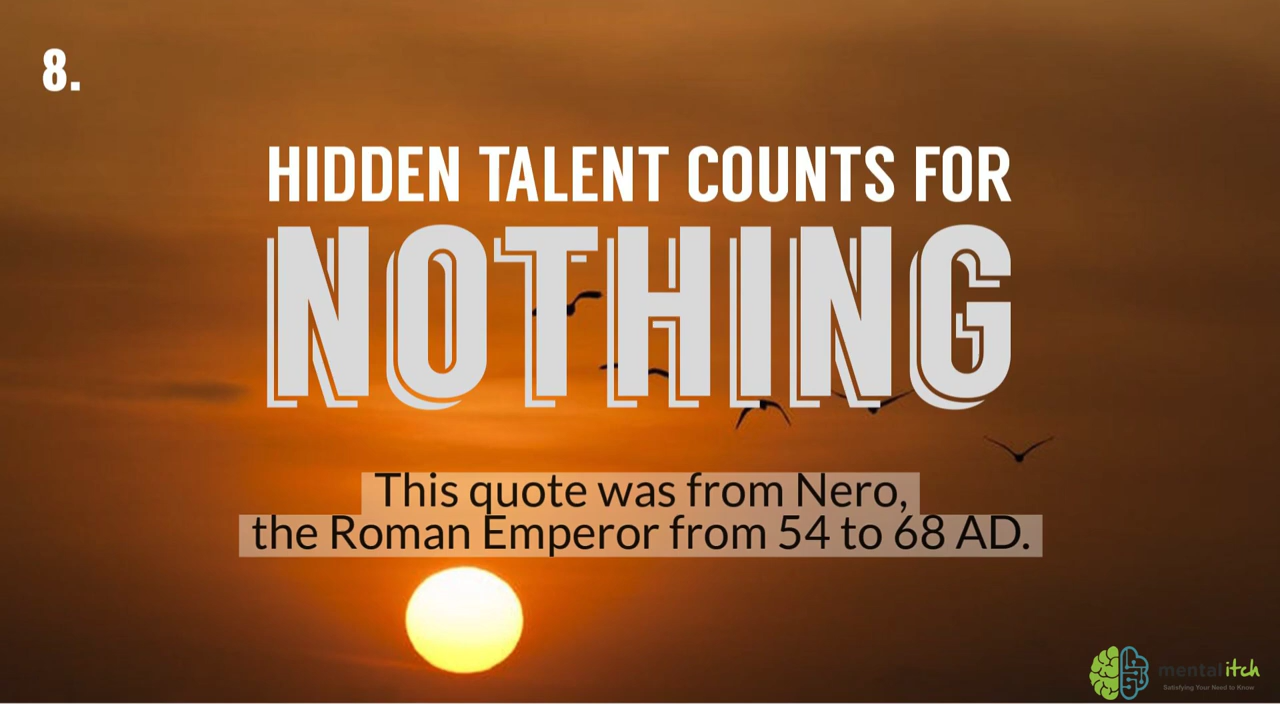 8.
HIDDEN TALENT COUNTS FOR
NOTHING
This quote was from Nero,
the Roman Emperor from 54 to 68 AD.
mentalitch
Satisfying Your Need to Know